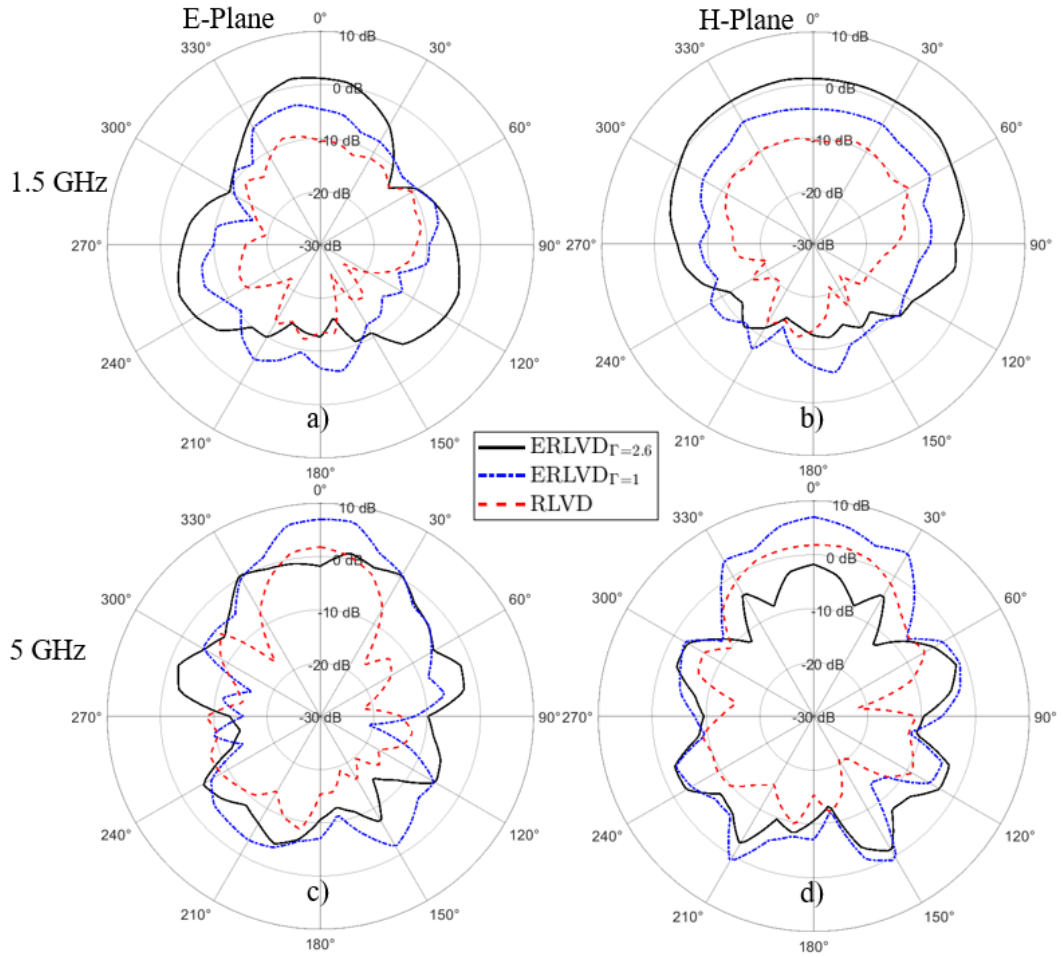 E-Plane
H-Plane
0°
10 dB
0 dB
-10 dB
-20 dB
-30 dB
30°
60°
90°
120°
150°
180°
210°
240°
270°
300°
330°
a)
0°
10 dB
0 dB
-10 dB
-20 dB
-30 dB
30°
60°
90°
120°
150°
180°
210°
240°
270°
300°
330°
b)
1.5 GHz
ERLVDΓ=2.6
ERLVDΓ=1
RLVD
5 GHz
0°
10 dB
0 dB
-10 dB
-20 dB
-30 dB
30°
60°
90°
120°
150°
180°
210°
240°
270°
300°
330°
c)
0°
10 dB
0 dB
-10 dB
-20 dB
-30 dB
30°
60°
90°
120°
150°
180°
210°
240°
270°
300°
330°
d)